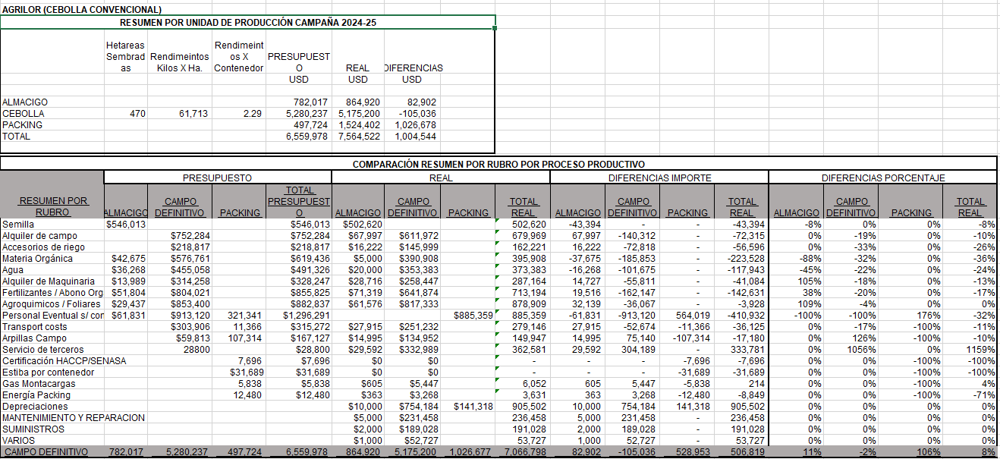 AGRILOR (CEBOLLA CONVENCIONAL)
RESUMEN POR UNIDAD DE PRODUCCIÓN CAMPAÑA 2024-25
Hetareas Sembradas Rendimeintos Kilos X Ha. Rendimeintos X Contenedor PRESUPUESTO REAL DIFERENCIAS
USD USD USD
ALMACIGO 782,017 864,920 82,902
CEBOLLA 470 61,713 2.29 5,280,237 5,175,200 -105,036
PACKING 497,724 1,524,402 1,026,678
TOTAL 6,559,978 7,564,522 1,004,544
COMPARACIÓN RESUMEN POR RUBRO POR PROCESO PRODUCTIVO
PRESUPUESTO REAL DIFERENCIAS IMPORTE DIFERENCIAS PORCENTAJE
RESUMEN POR RUBRO ALMACIGO CAMPO DEFINITIVO PACKING TOTAL PRESUPUESTO ALMACIGO CAMPO DEFINITIVO PACKING TOTAL REAL ALMACIGO CAMPO DEFINITIVO PACKING TOTAL REAL ALMACIGO CAMPO DEFINITIVO PACKING TOTAL REAL
Semilla $546,013 $546,013 $502,620 502,620 -43,394 - - -43,394 -8% 0% 0% -8%
Alquiler de campo $752,284 $752,284 $67,997 $611,972 679,969 67,997 -140,312 - -72,315 0% -19% 0% -10%
Accesorios de riego $218,817 $218,817 $16,222 $145,999 162,221 16,222 -72,818 - -56,596 0% -33% 0% -26%
Materia Orgánica $42,675 $576,761 $619,436 $5,000 $390,908 395,908 -37,675 -185,853 - -223,528 -88% -32% 0% -36%
Agua $36,268 $455,058 $491,326 $20,000 $353,383 373,383 -16,268 -101,675 - -117,943 -45% -22% 0% -24%
Alquiler de Maquinaria $13,989 $314,258 $328,247 $28,716 $258,447 287,164 14,727 -55,811 - -41,084 105% -18% 0% -13%
Fertilizantes / Abono Org $51,804 $804,021 $855,825 $71,319 $641,874 713,194 19,516 -162,147 - -142,631 38% -20% 0% -17%
Agroquimicos / Foliares $29,437 $853,400 $882,837 $61,576 $817,333 878,909 32,139 -36,067 - -3,928 109% -4% 0% 0%
Personal Eventual s/ con $61,831 $913,120 321,341 $1,296,291 $885,359 885,359 -61,831 -913,120 564,019 -410,932 -100% -100% 176% -32%
Transport costs $303,906 11,366 $315,272 $27,915 $251,232 279,146 27,915 -52,674 -11,366 -36,125 0% -17% -100% -11%
Arpillas Campo $59,813 107,314 $167,127 $14,995 $134,952 149,947 14,995 75,140 -107,314 -17,180 0% 126% -100% -10%
Servicio de terceros 28800 $28,800 $29,592 $332,989 362,581 29,592 304,189 - 333,781 0% 1056% 0% 1159%
Certificación HACCP/SENASA 7,696 $7,696 $0 $0 - - - -7,696 -7,696 0% 0% -100% -100%
Estiba por contenedor $31,689 $31,689 $0 $0 - - - -31,689 -31,689 0% 0% -100% -100%
Gas Montacargas 5,838 $5,838 $605 $5,447 6,052 605 5,447 -5,838 214 0% 0% -100% 4%
Energía Packing 12,480 $12,480 $363 $3,268 3,631 363 3,268 -12,480 -8,849 0% 0% -100% -71%
Depreciaciones $10,000 $754,184 $141,318 905,502 10,000 754,184 141,318 905,502 0% 0% 0% 0%
MANTENIMIENTO Y REPARACION $5,000 $231,458 236,458 5,000 231,458 - 236,458 0% 0% 0% 0%
SUMINISTROS $2,000 $189,028 191,028 2,000 189,028 - 191,028 0% 0% 0% 0%
VARIOS $1,000 $52,727 53,727 1,000 52,727 - 53,727 0% 0% 0% 0%
CAMPO DEFINITIVO 782,017 5,280,237 497,724 6,559,978 864,920 5,175,200 1,026,677 7,066,798 82,902 -105,036 528,953 506,819 11% -2% 106% 8%